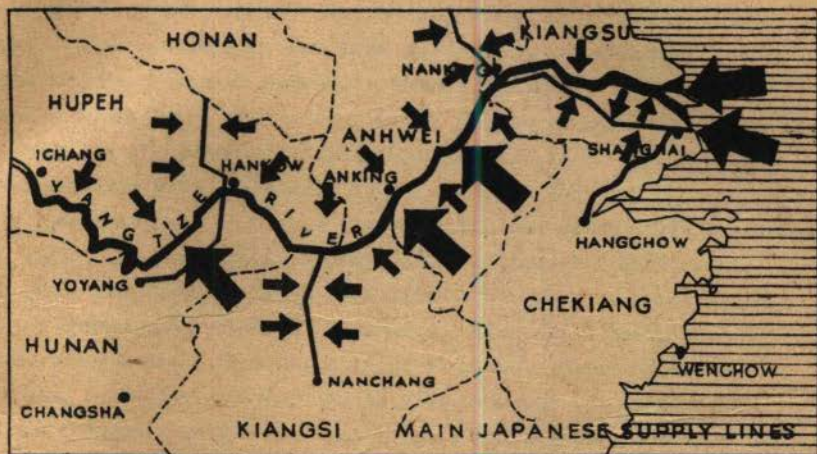 HONAN
KIANGSU
NANKING
HUPEH
ANHWEI
ICHANG
HANKOW
ANKING
SHANGHAI
YANGTZE RIVER
HANGCHOW
YOYANG
CHEKIANG
HUNAN
WENCHOW
NANCHANG
CHANGSHA
KIANGSI
MAIN JAPANESE SUPPLY LINES